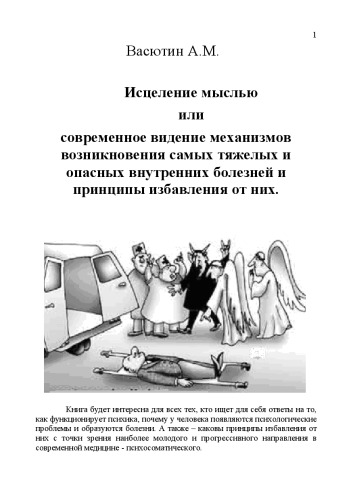 1
Васютин А.М.
Исцеление мыслью
или
современное видение механизмов
возникновения самых тяжелых и
опасных внутренних болезней и
принципы избавления от них.
Книга будет интересна для всех тех, кто ищет для себя ответы на то,
как функционирует психика, почему у человека появляются психологические
проблемы и образуются болезни. А также – каковы принципы избавления от
них с точки зрения наиболее молодого и прогрессивного направления в
современной медицине - психосоматического.